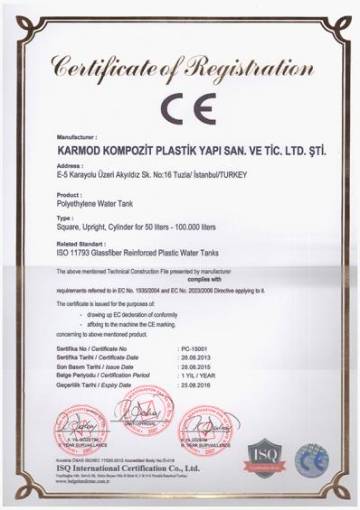 Certificate of Registration
CE
Manufacturer :
KARMOD KOMPOZİT PLASTİK YAPI SAN. VE TİC. LTD. ŞTİ.
Address :
E-5 Karayolu Üzeri Akyıldız Sk. No:16 Tuzla/ İstanbul/TURKEY
Product :
Polyethylene Water Tank
Type :
Square, Upright, Cylinder for 50 liters - 100.000 liters
Related Standart :
ISO 11793 Glassfiber Reinforced Plastic Water Tanks
The above mentioned Technical Construction File presented by manufacturer
complies with
requirements referred to in EC No. 1935/2004 and EC No. 2023/2006 Directive applying to it.
The certificate is issued for the purposes of:
- drawing up EC decleration of conformity
- affixing to the machine the CE marking.
concerning to above mentioned product.
Sertifika No / Certificate No : PC-15001
Sertifika Tarihi / Certificate Date : 26.08.2013
Son Basım Tarihi / Issue Date : 26.08.2015
Belge Periyodu / Certification Period : 1 YIL / YEAR
Geçerlilik Tarihi / Expiry Date : 25.08.2016
ISQ
CE
ISQ International Certification Co., Ltd.